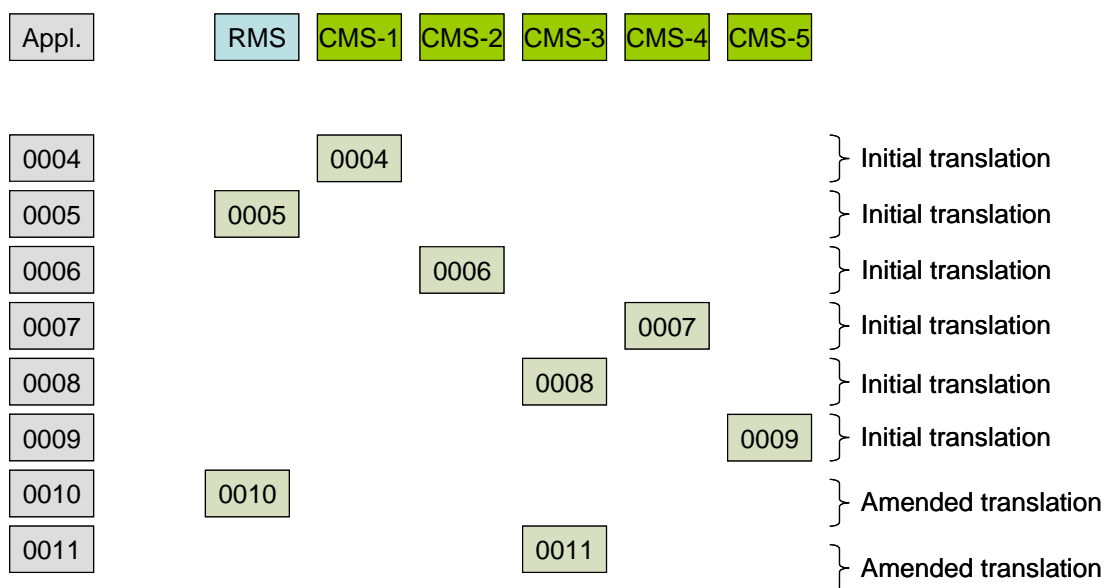 Appl. RMS CMS-1 CMS-2 CMS-3 CMS-4 CMS-5
0004 0004 Initial translation
0005 0005 Initial translation
0006 0006 Initial translation
0007 0007 Initial translation
0008 0008 Initial translation
0009 0009 Initial translation
0010 0010 Amended translation
0011 0011 Amended translation